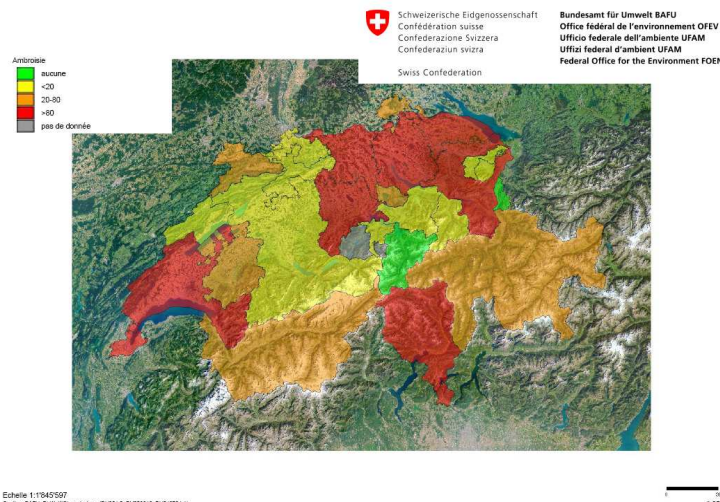 Schweizerische Eidgenossenschaft
Confédération suisse
Confederazione Svizzera
Confederaziun svizra
Swiss Confederation
Bundesamt für Umwelt BAFU
Office fédéral de l'environnement OFEV
Ufficio federale dell'ambiente UFAM
Uffizi federal d'ambient UFAM
Federal Office for the Environment FOEN
Ambroisie
aucune
<20
20-80
>80
pas de donnée
Echelle 1:1'845'597